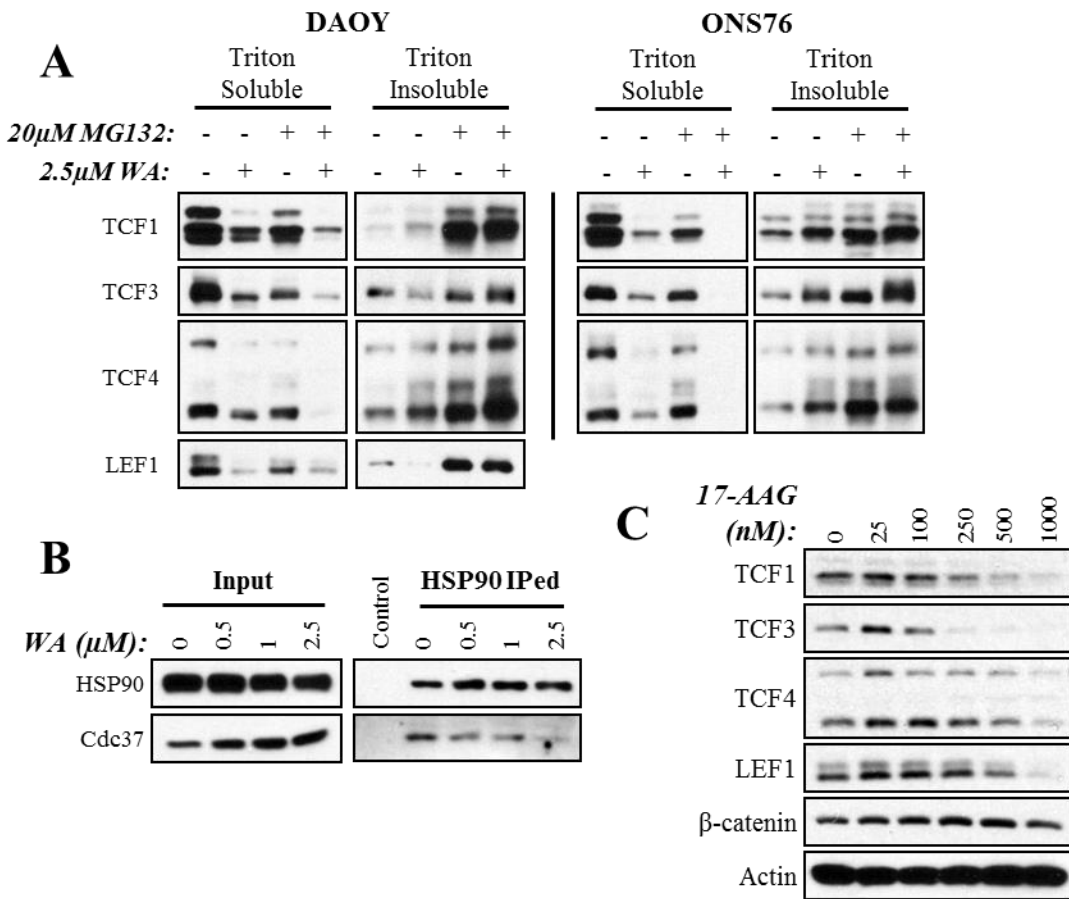 DAOY
ONS76
A
Triton Soluble
Triton Insoluble
Triton Soluble
Triton Insoluble
20µM MG132: - - + + - - + + - - + + - - + +
2.5µM WA: - + - + - + - + - + - + - + - +
TCF1
TCF3
TCF4
LEF1
B
Input
Control
HSP90 IPed
WA (µM): 0 0.5 1 2.5 0 0.5 1 2.5
HSP90
Cdc37
C
17-AAG
(nM): 0 25 100 250 500 1000
TCF1
TCF3
TCF4
LEF1
β-catenin
Actin